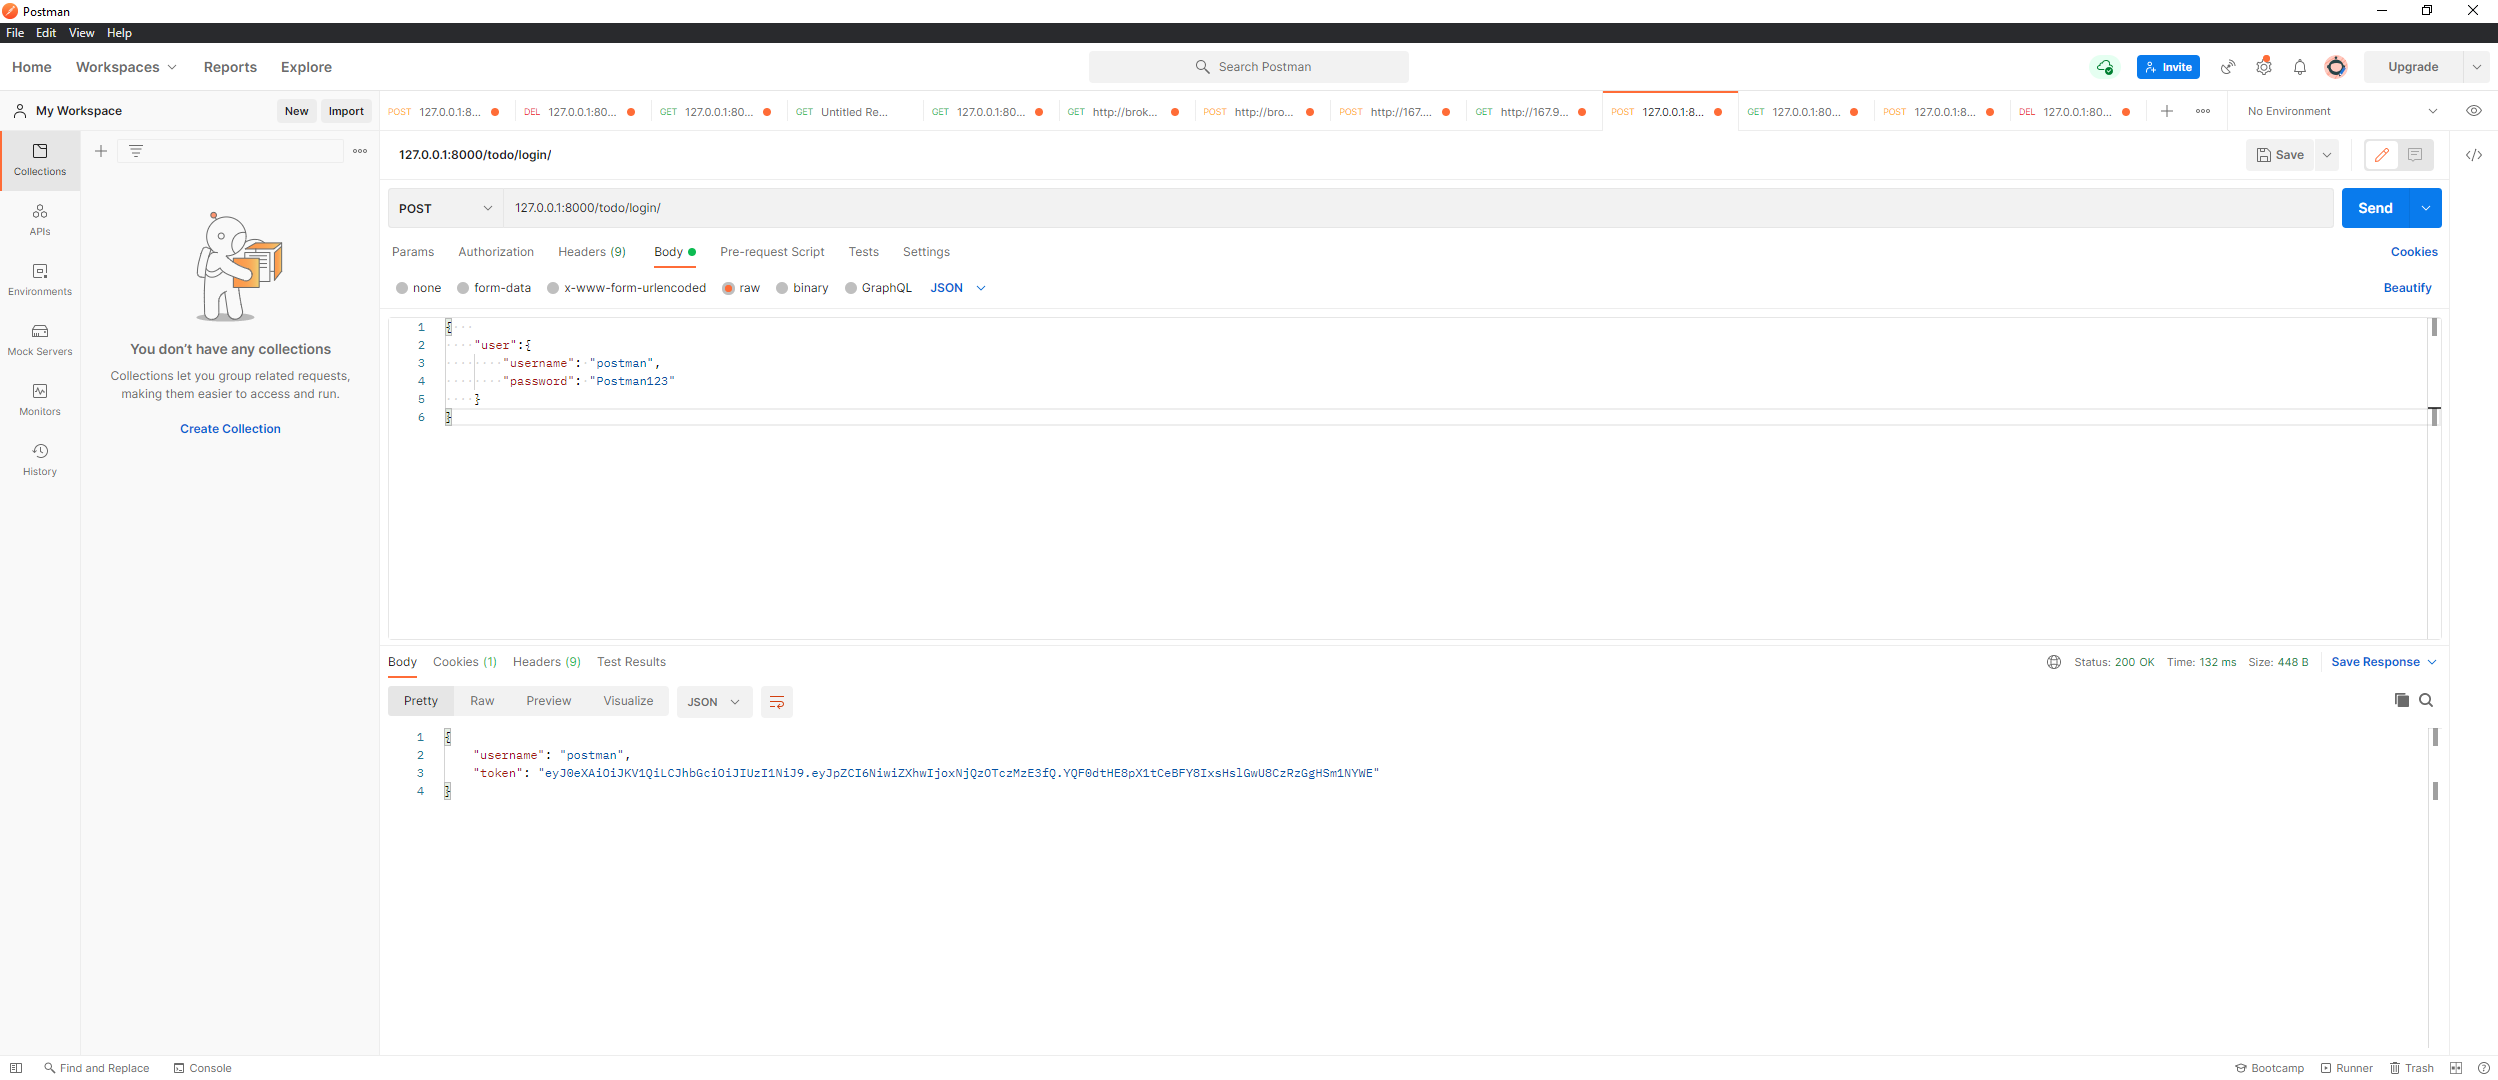 Postman
File Edit View Help
Home Workspaces Reports Explore Search Postman Invite Upgrade
My Workspace New Import POST 127.0.0.1:8... DEL 127.0.0.1:80... GET 127.0.0.1:80... GET Untitled Re... GET 127.0.0.1:80... GET http://brok... POST http://bro... POST http://167.... GET http://167.9... POST 127.0.0.1:8... GET 127.0.0.1:80... POST 127.0.0.1:8... DEL 127.0.0.1:80... No Environment
Collections
APIs
Environments
Mock Servers
Monitors
History
You don't have any collections
Collections let you group related requests,
making them easier to access and run.
Create Collection
127.0.0.1:8000/todo/login/ Save
POST 127.0.0.1:8000/todo/login/ Send
Params Authorization Headers (9) Body Pre-request Script Tests Settings Cookies
none form-data x-www-form-urlencoded raw binary GraphQL JSON Beautify
1 {
2 "user":{
3 "username": "postman",
4 "password": "Postman123"
5 }
6 }
Body Cookies (1) Headers (9) Test Results Status: 200 OK Time: 132 ms Size: 448 B Save Response
Pretty Raw Preview Visualize JSON
1 {
2 "username": "postman",
3 "token": "eyJ0eXAiOiJKV1QiLCJhbGciOiJIUzI1NiJ9.eyJpZCI6NiwiZXhwIjoxNjQzOTczMzE3fQ.YQF0dtHE8pX1tCeBFY8IxsHslGwU8CzRzGgHSm1NYWE"
4 }
Find and Replace Console Bootcamp Runner Trash